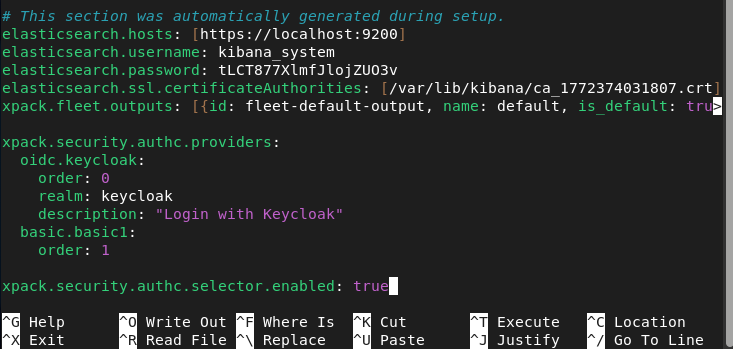 # This section was automatically generated during setup.
elasticsearch.hosts: [https://localhost:9200]
elasticsearch.username: kibana_system
elasticsearch.password: tLCT877XlmfJlojZUO3v
elasticsearch.ssl.certificateAuthorities: [/var/lib/kibana/ca_1772374031807.crt]
xpack.fleet.outputs: [{id: fleet-default-output, name: default, is_default: tru>
xpack.security.authc.providers:
  oidc.keycloak:
    order: 0
    realm: keycloak
    description: "Login with Keycloak"
  basic.basic1:
    order: 1
xpack.security.authc.selector.enabled: true
^G Help ^O Write Out ^F Where Is ^K Cut ^T Execute ^C Location
^X Exit ^R Read File ^\ Replace ^U Paste ^J Justify ^/ Go To Line